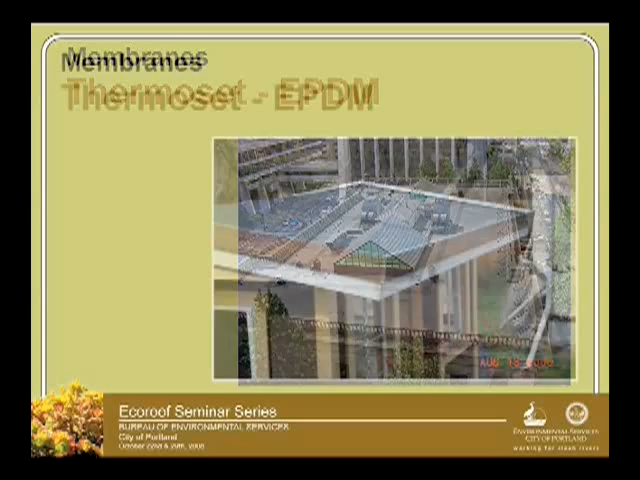 Membranes
Thermoset - EPDM
Ecoroof Seminar Series
BUREAU OF ENVIRONMENTAL SERVICES
City of Portland
ENVIRONMENTAL SERVICES
CITY OF PORTLAND
working for clean rivers